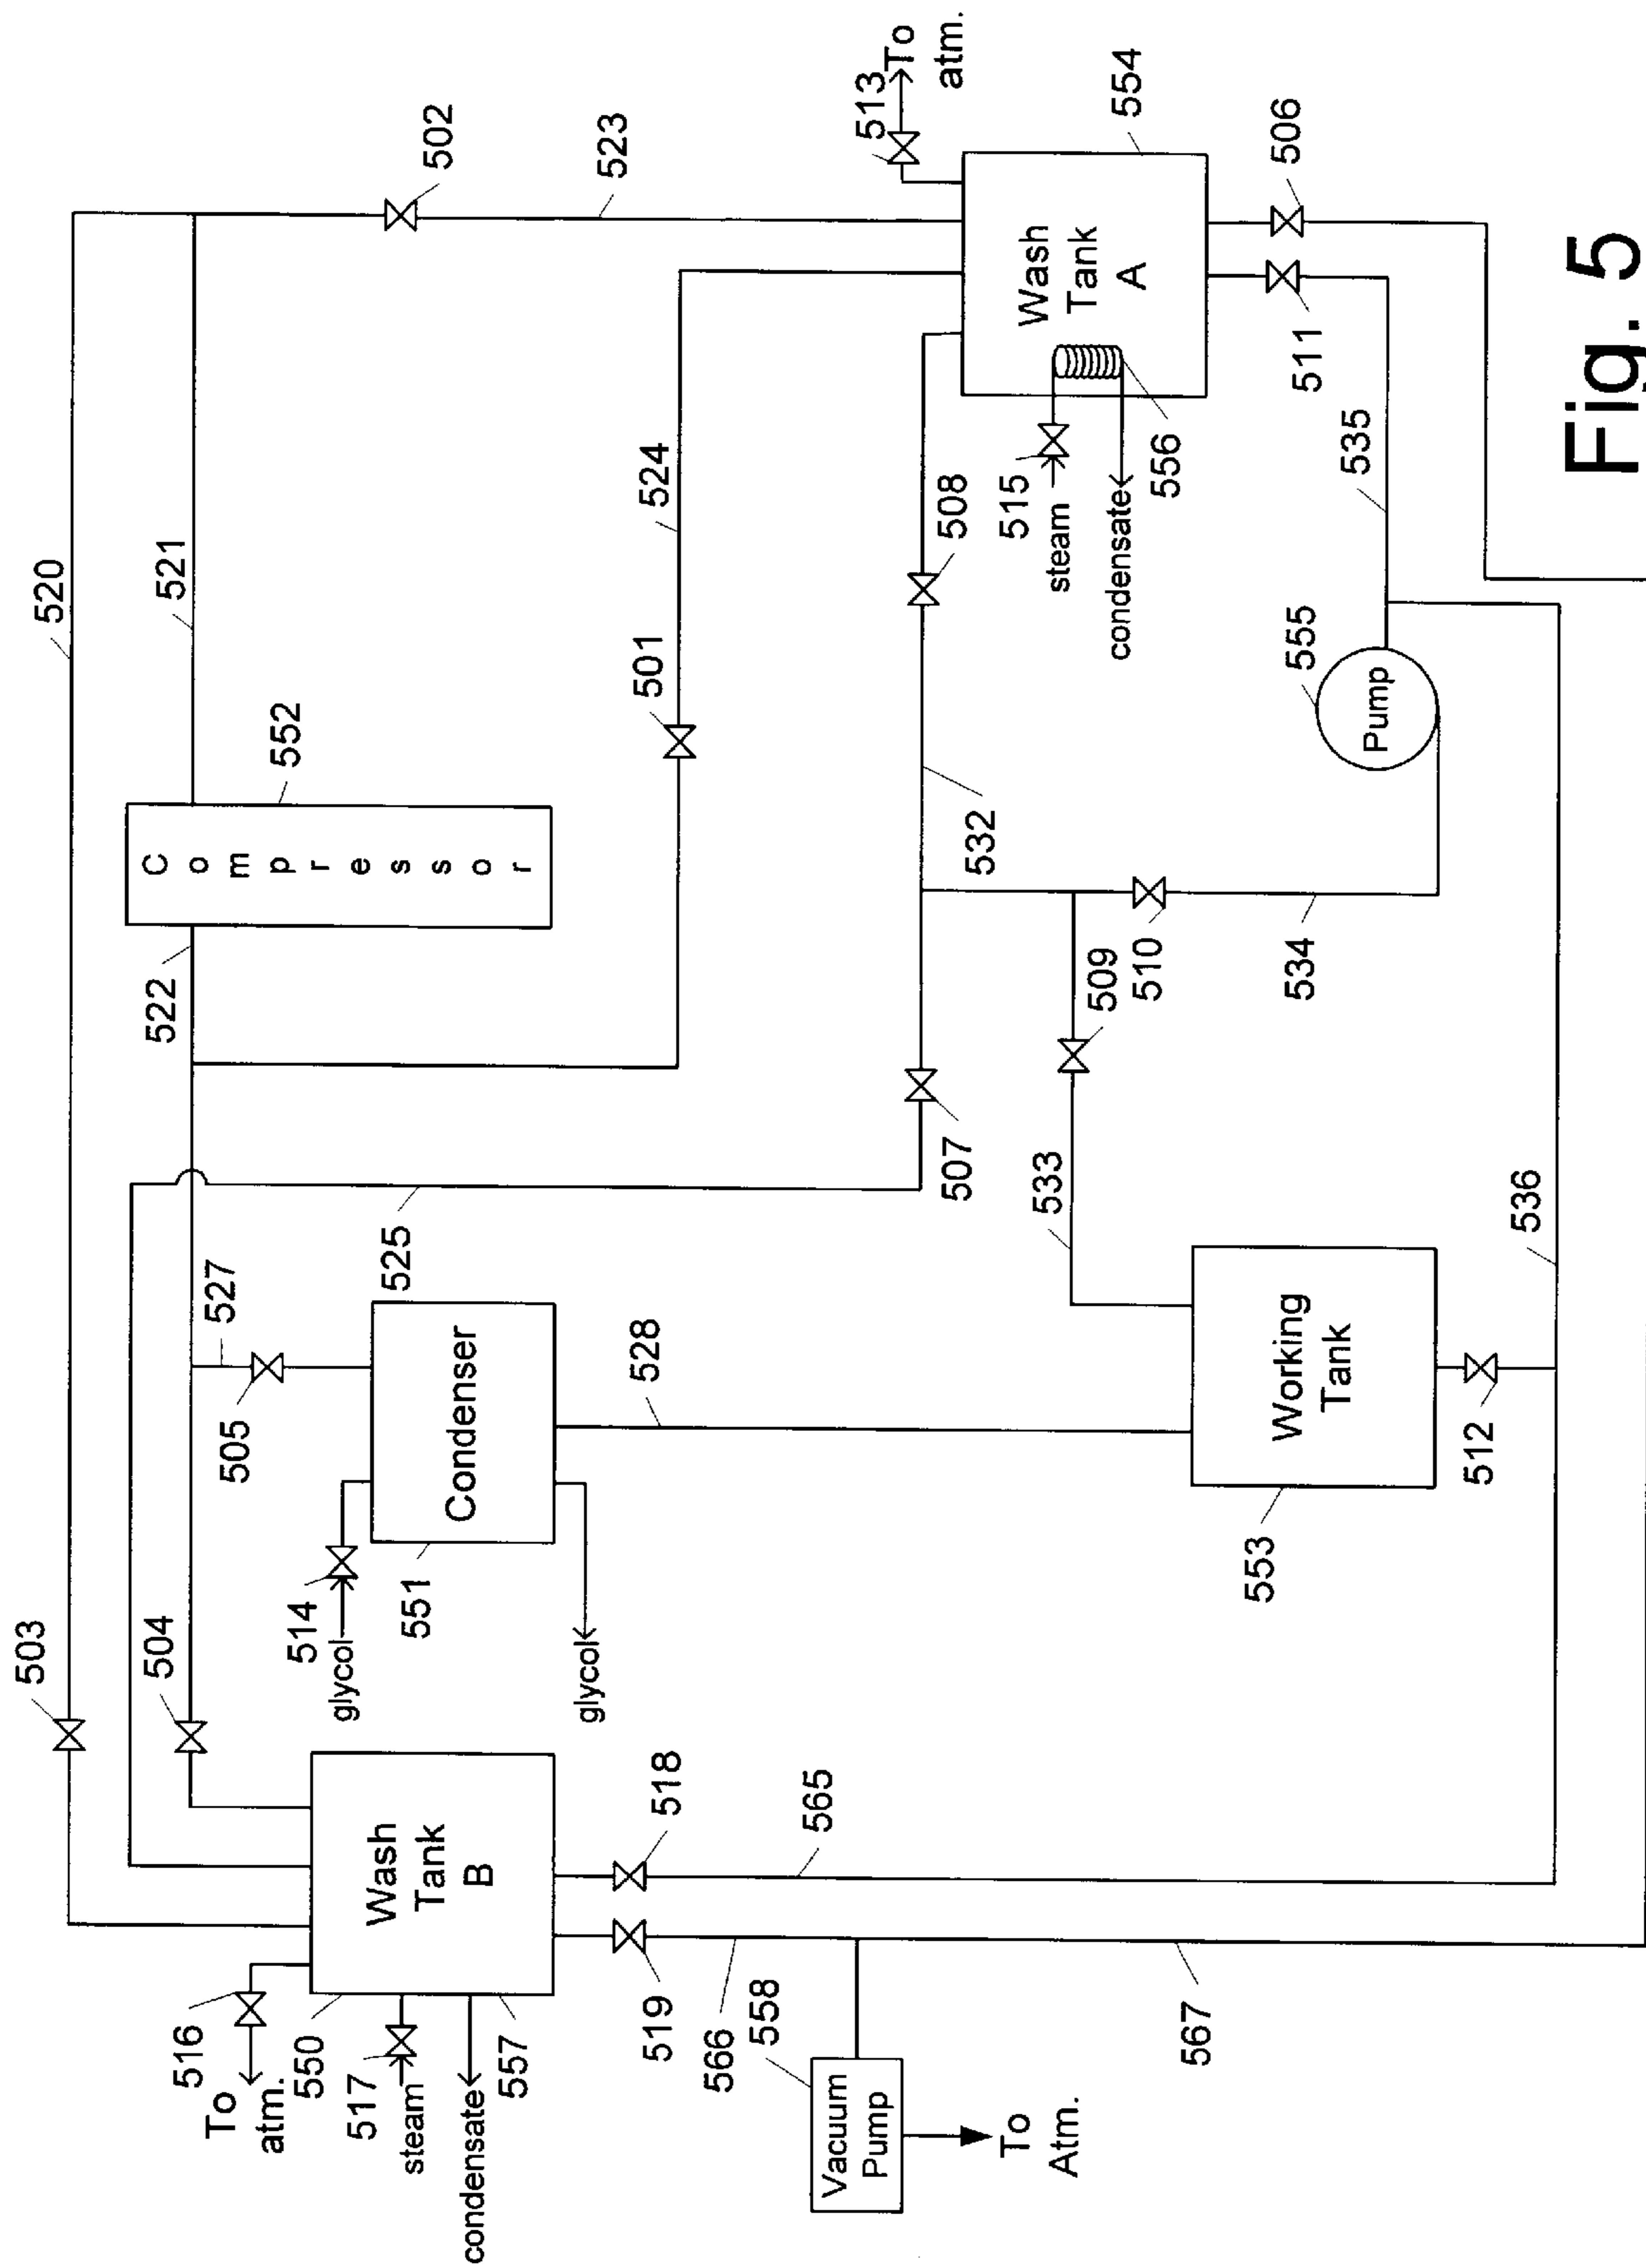 520
521
502
523
552
Compressor
522
503
504
527
505
525
514
glycol
551
Condenser
glycol
528
524
501
513
To
atm.
Wash
Tank
A
554
508
515
steam
condensate
556
532
507
506
511
535
555
Pump
509
510
534
533
Working
Tank
553
512
536
516
To
atm.
550
517
steam
condensate
557
Wash
Tank
B
518
565
519
566
558
Vacuum
Pump
To
Atm.
567
Fig. 5